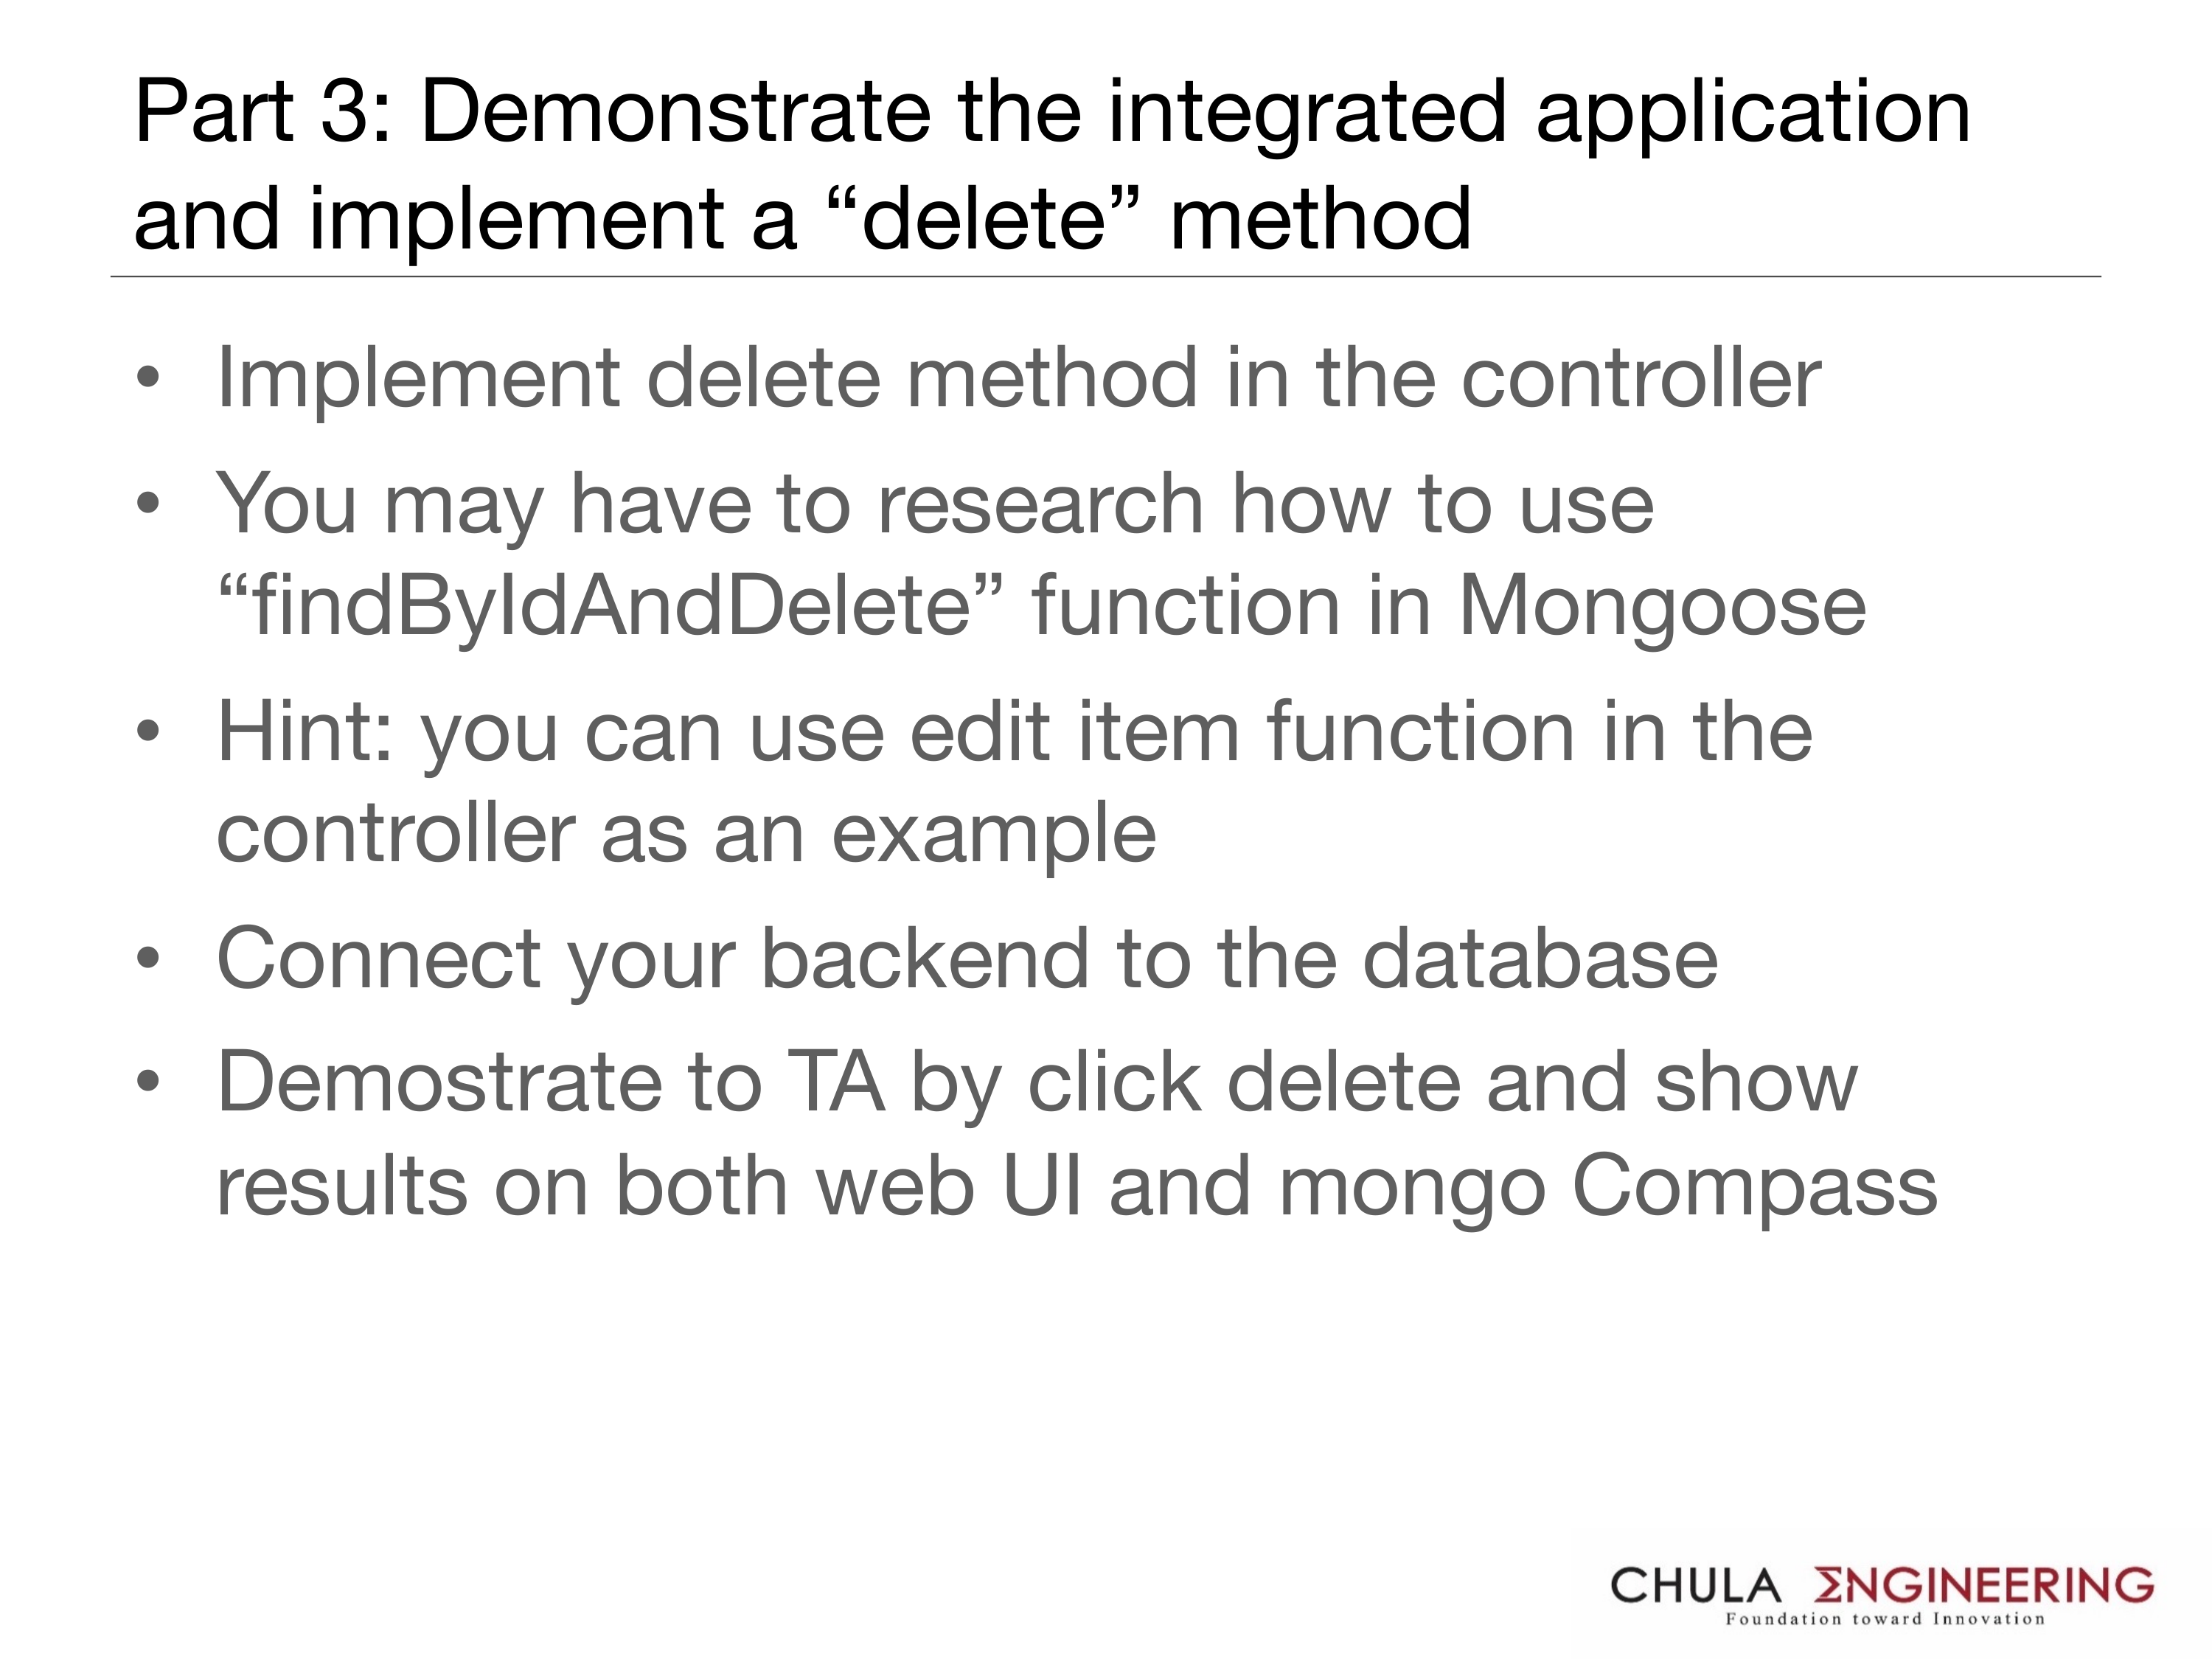 Part 3: Demonstrate the integrated application
and implement a “delete” method
• Implement delete method in the controller
• You may have to research how to use
“findByIdAndDelete” function in Mongoose
• Hint: you can use edit item function in the
controller as an example
• Connect your backend to the database
• Demostrate to TA by click delete and show
results on both web UI and mongo Compass
CHULA ΣNGINEERING
Foundation toward Innovation